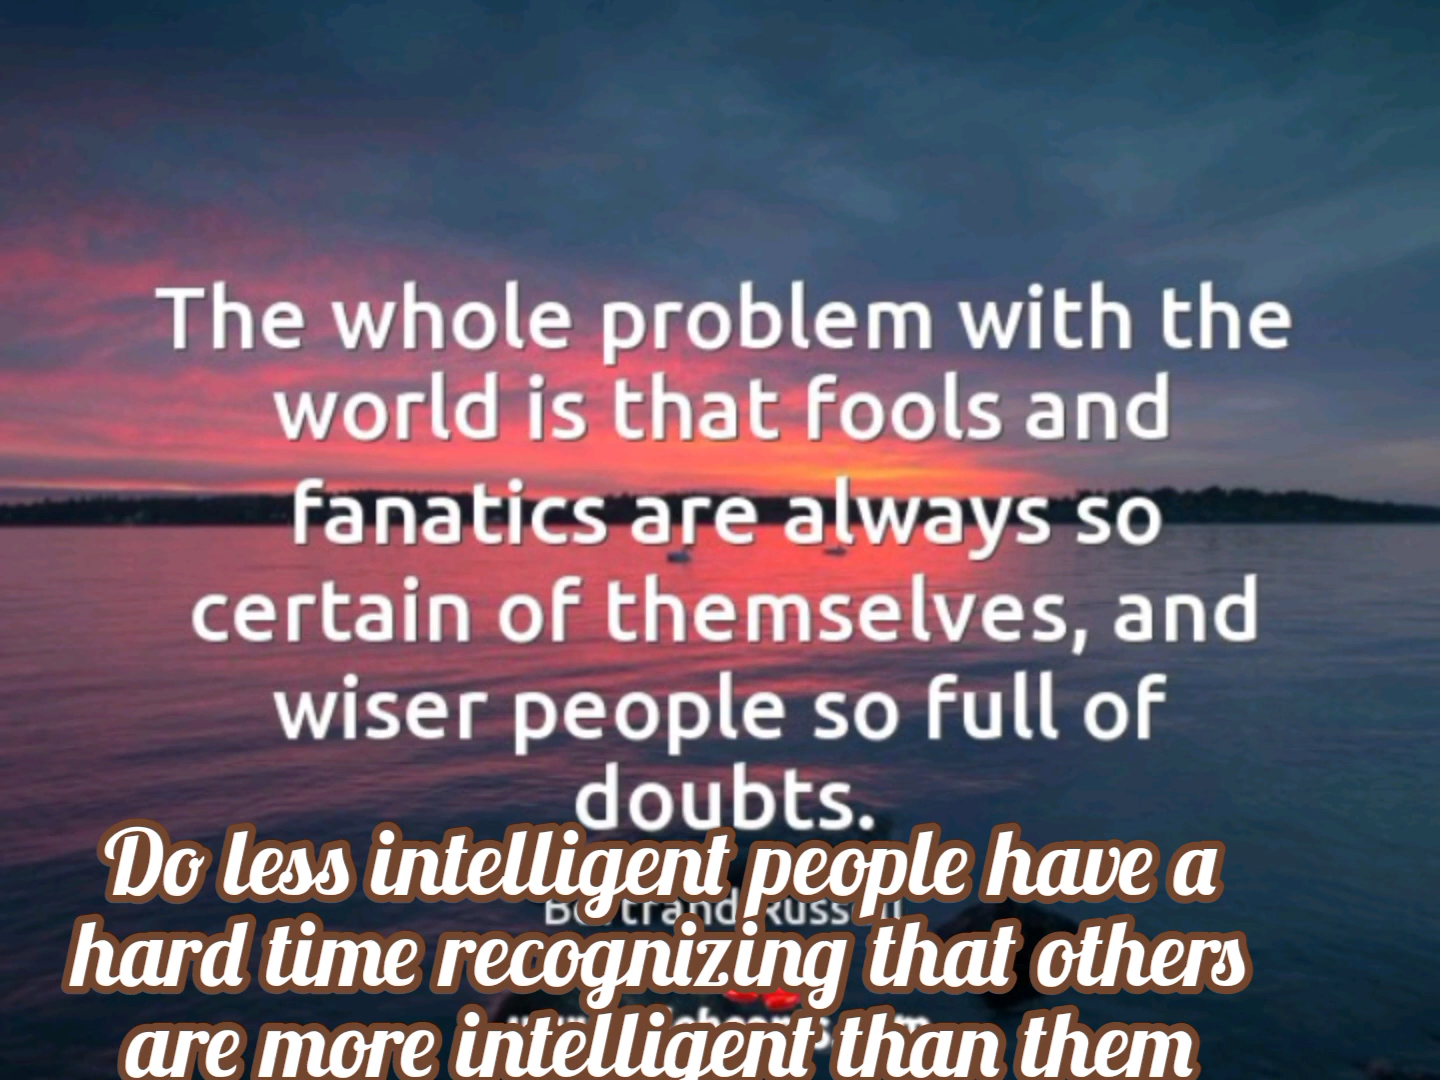 The whole problem with the
world is that fools and
fanatics are always so
certain of themselves, and
wiser people so full of
doubts.
Do less intelligent people have a
Bertrand Russell
hard time recognizing that others
are more intelligent than them